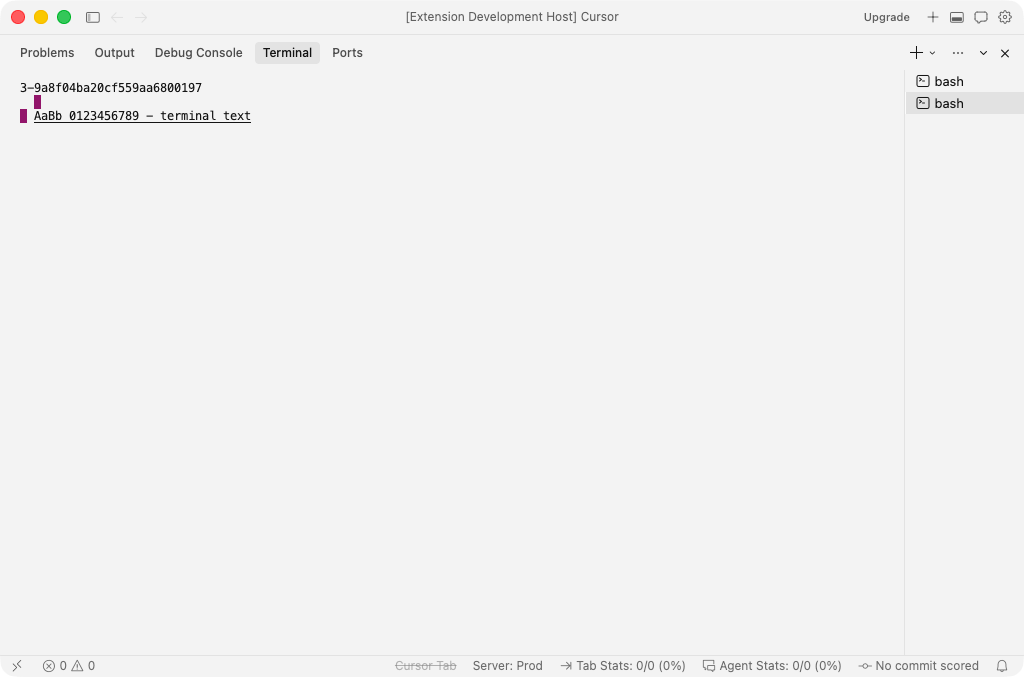 [Extension Development Host] Cursor
Upgrade
Problems Output Debug Console Terminal Ports
3-9a8f04ba20cf559aa6800197
AaBb 0123456789 - terminal text
bash
bash
0 0 Cursor Tab Server: Prod Tab Stats: 0/0 (0%) Agent Stats: 0/0 (0%) No commit scored